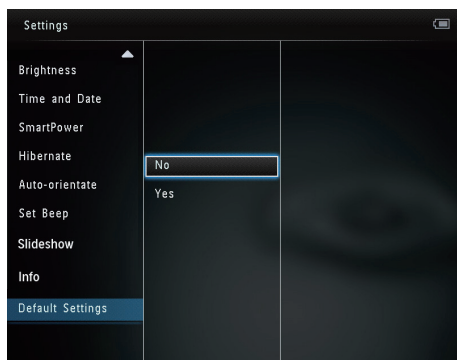 Settings
Brightness
Time and Date
SmartPower
Hibernate
Auto-orientate
Set Beep
Slideshow
Info
Default Settings
No
Yes